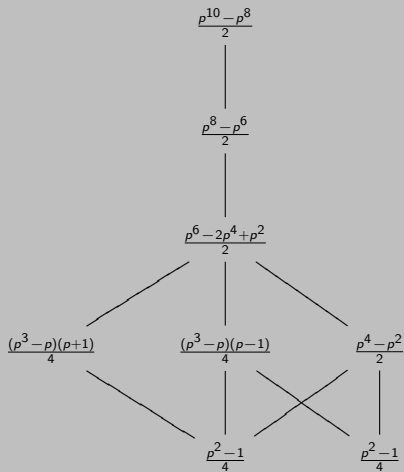 p^10 − p^8 / 2
p^8 − p^6 / 2
p^6 − 2p^4 + p^2 / 2
(p^3 − p)(p+1) / 4 (p^3 − p)(p−1) / 4 p^4 − p^2 / 2
p^2 − 1 / 4 p^2 − 1 / 4